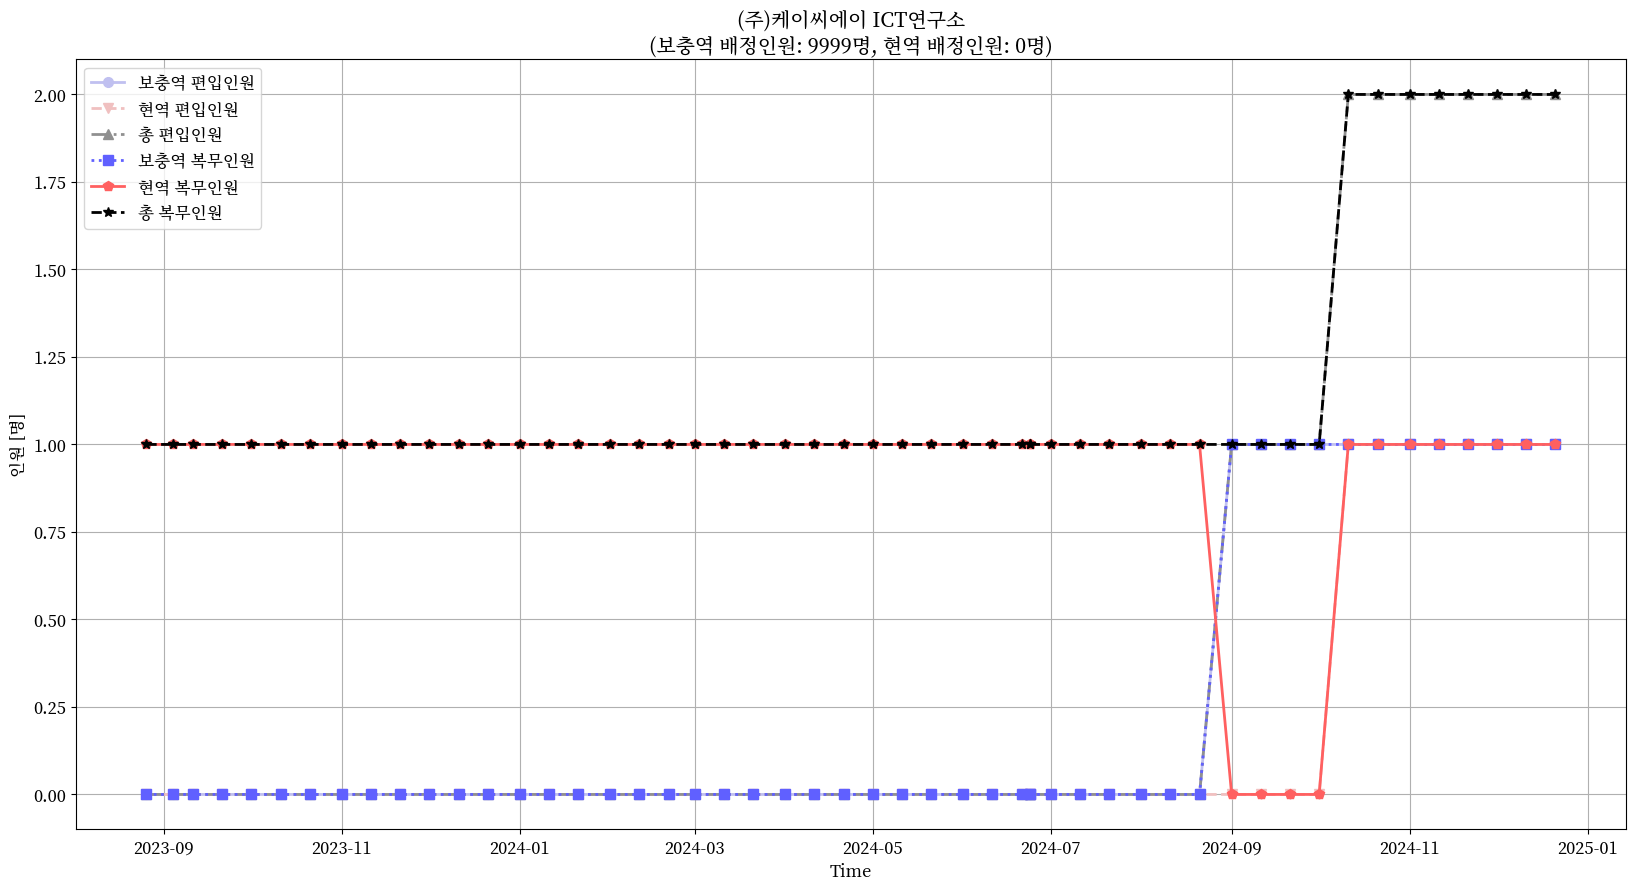 (주)케이씨에이 ICT연구소
(보충역 배정인원: 9999명, 현역 배정인원: 0명)
보충역 편입인원
현역 편입인원
총 편입인원
보충역 복무인원
현역 복무인원
총 복무인원
2.00
1.75
1.50
1.25
1.00
0.75
0.50
0.25
0.00
인원 [명]
2023-09 2023-11 2024-01 2024-03 2024-05 2024-07 2024-09 2024-11 2025-01
Time